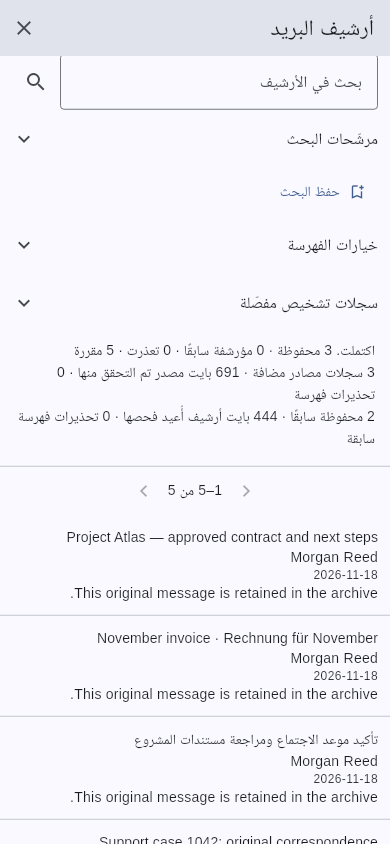 أرشيف البريد
بحث في الأرشيف
مرشّحات البحث
حفظ البحث
خيارات الفهرسة
سجلات تشخيص مفصّلة
اكتملت. 3 محفوظة · 0 مؤرشفة سابقًا · 0 تعذرت · 5 مقررة
3 سجلات مصادر مضافة · 691 بايت مصدر تم التحقق منها · 0
تحذيرات فهرسة
2 محفوظة سابقًا · 444 بايت أرشيف أُعيد فحصها · 0 تحذيرات فهرسة
سابقة
1–5 من 5
Project Atlas — approved contract and next steps
Morgan Reed
2026-11-18
This original message is retained in the archive.
November invoice · Rechnung für November
Morgan Reed
2026-11-18
This original message is retained in the archive.
تأكيد موعد الاجتماع ومراجعة مستندات المشروع
Morgan Reed
2026-11-18
This original message is retained in the archive.
Support case 1042: original correspondence